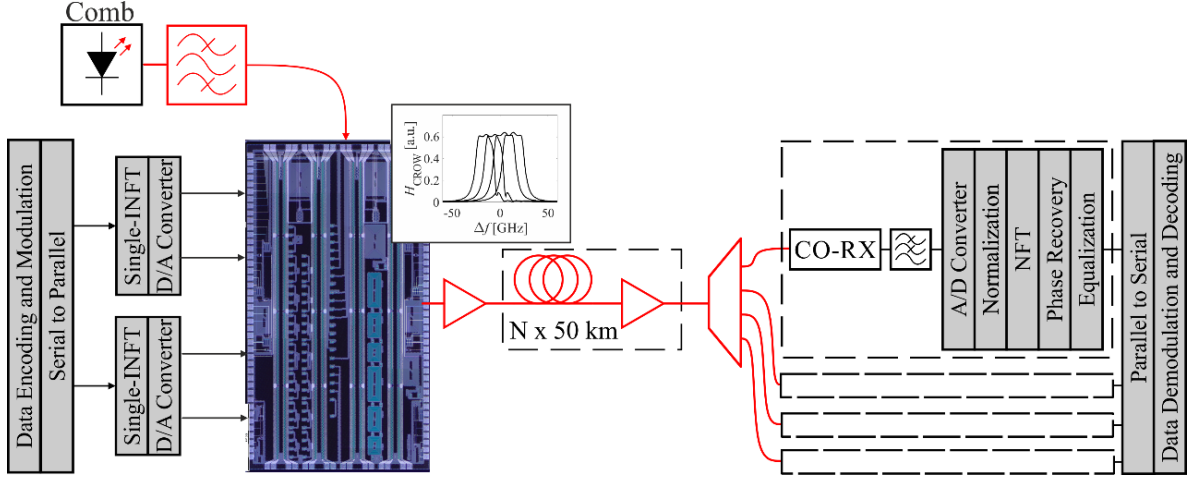 Comb
Data Encoding and Modulation
Serial to Parallel
Single-INFT
D/A Converter
Single-INFT
D/A Converter
H_CROW [a.u.]
0.6
0.4
0.2
0
-50
0
50
Δf [GHz]
N x 50 km
CO-RX
A/D Converter
Normalization
NFT
Phase Recovery
Equalization
Parallel to Serial
Data Demodulation and Decoding